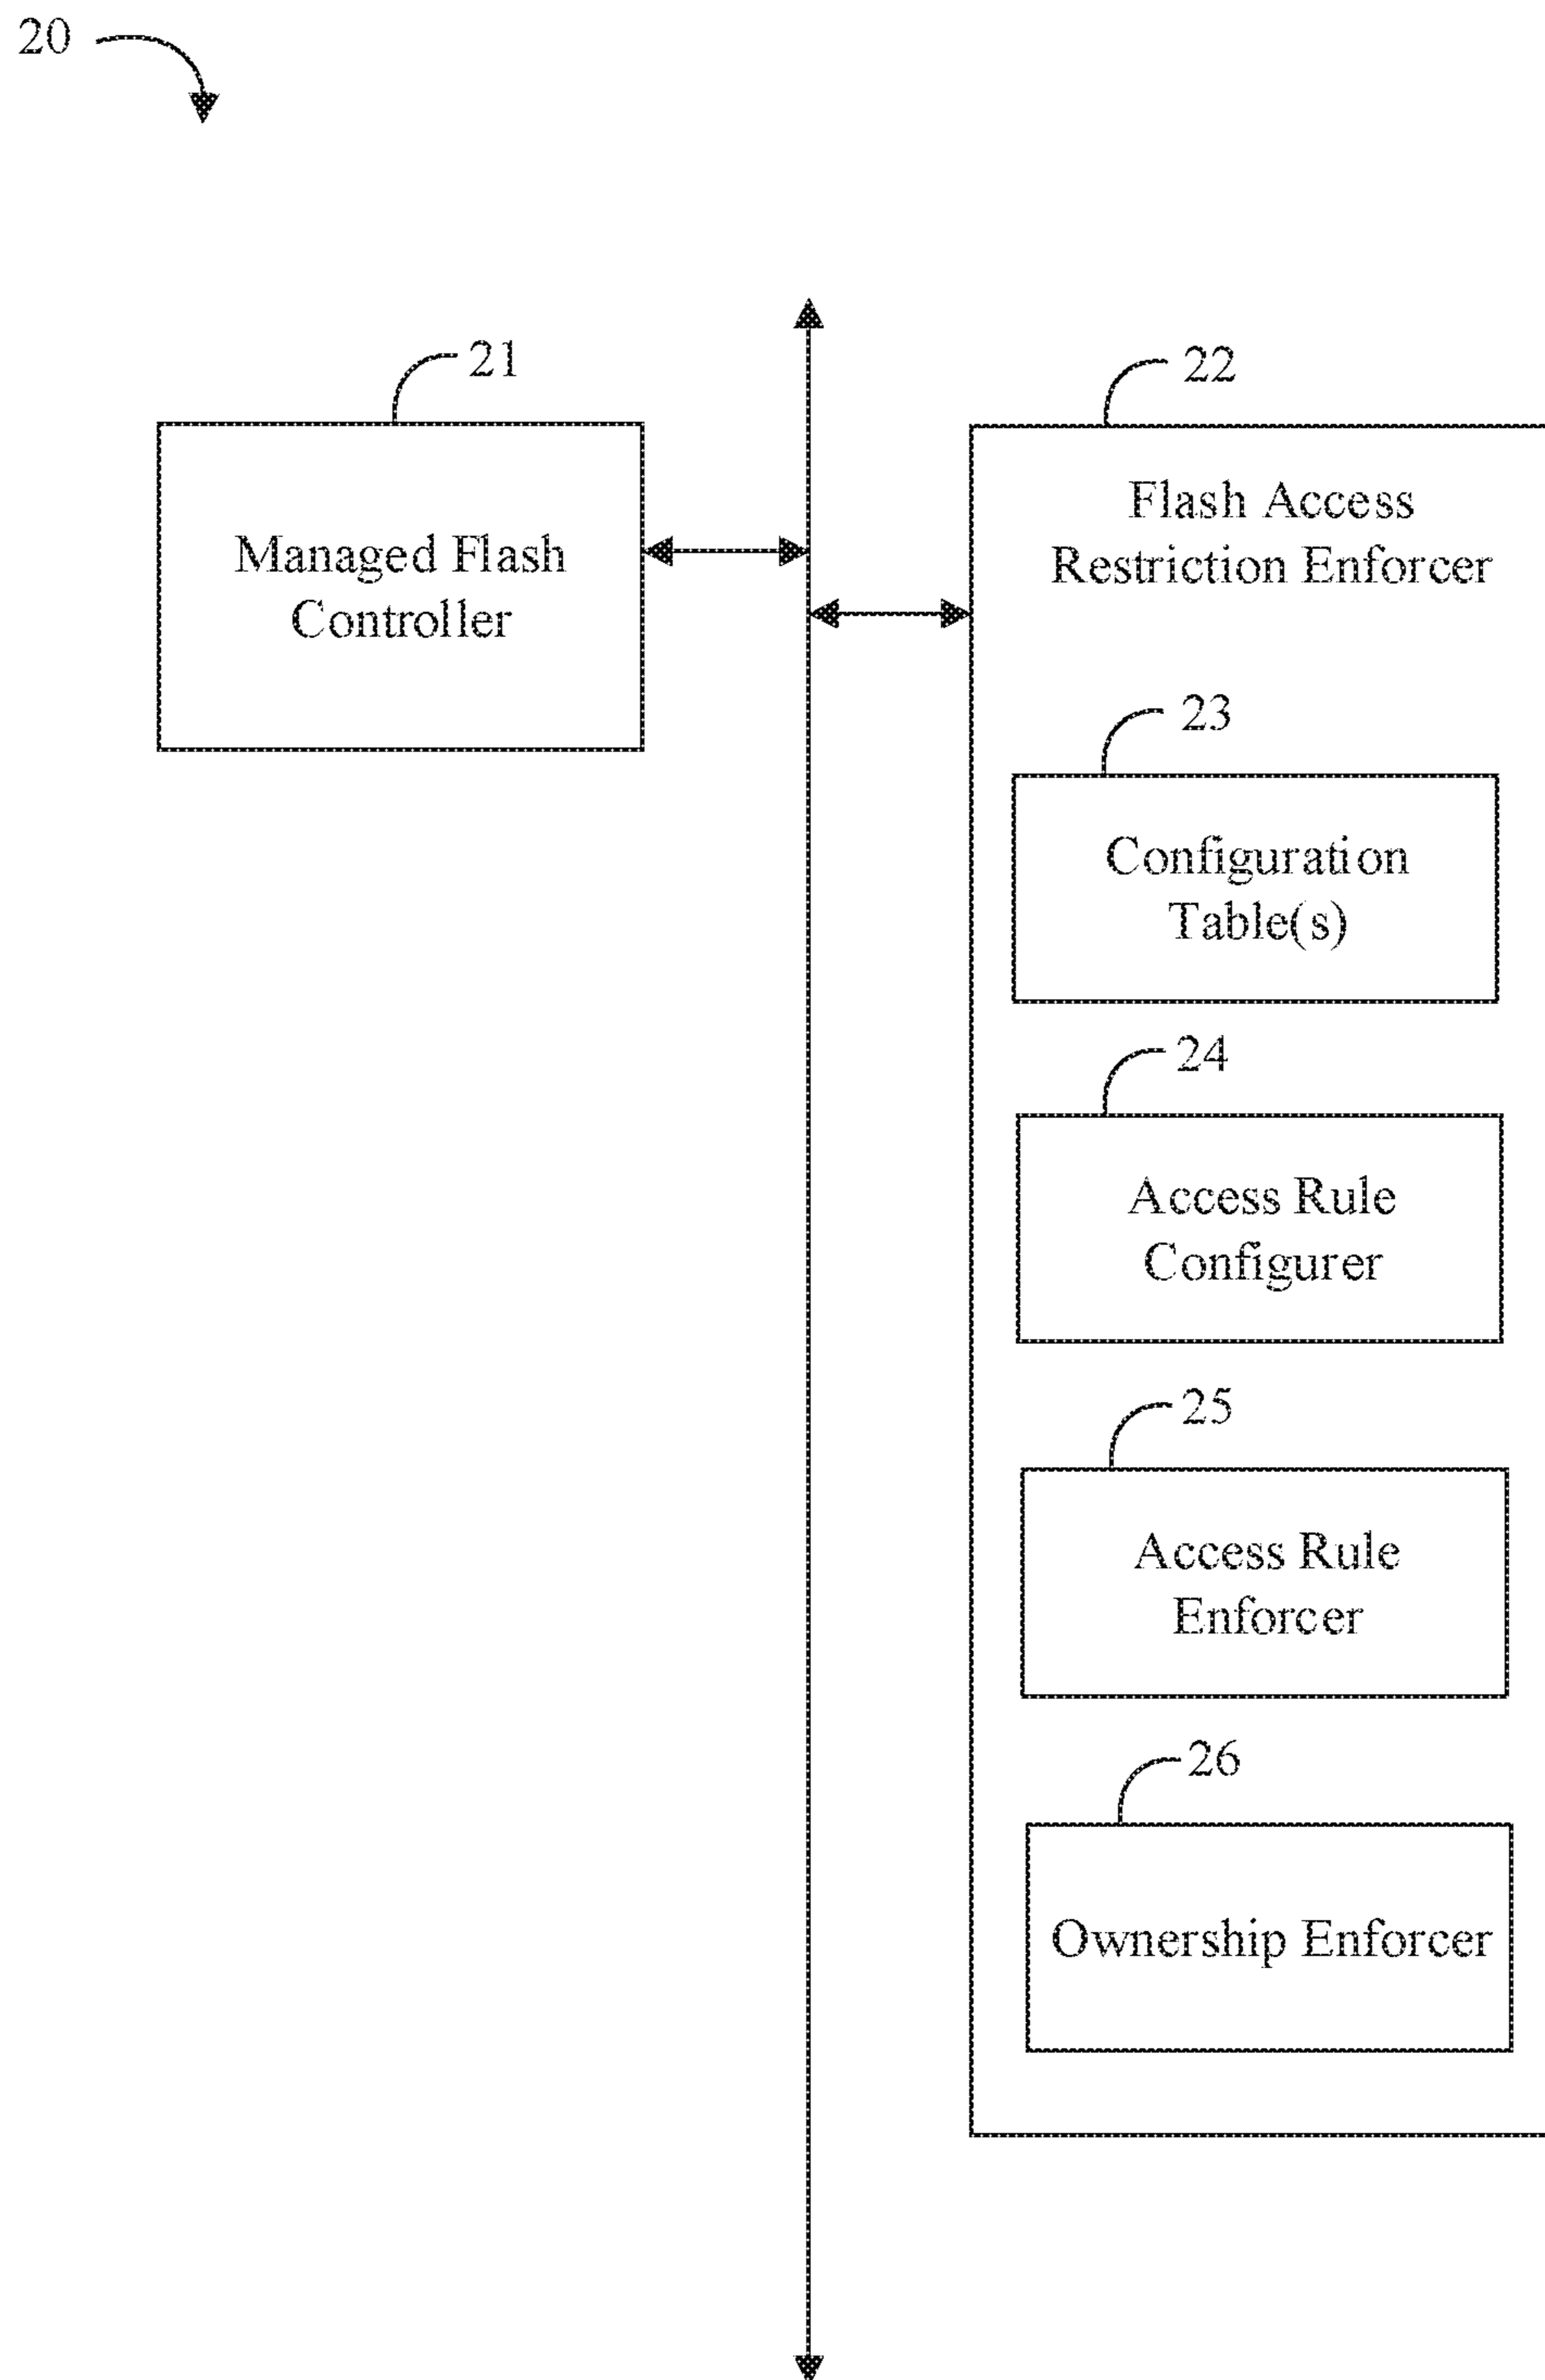 20
21
Managed Flash
Controller
22
Flash Access
Restriction Enforcer
23
Configuration
Table(s)
24
Access Rule
Configurer
25
Access Rule
Enforcer
26
Ownership Enforcer